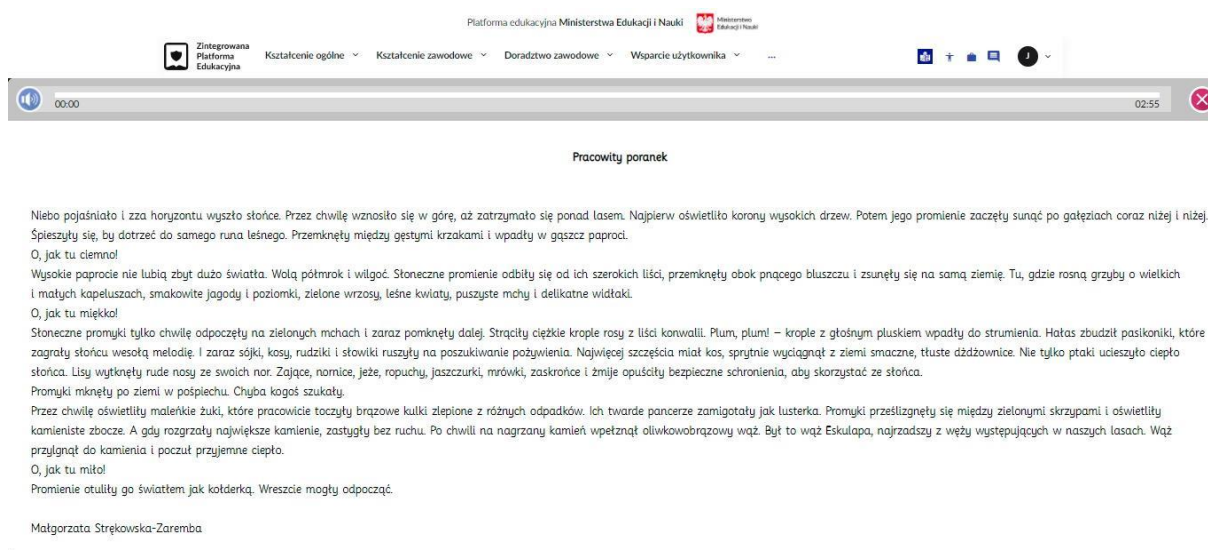 Platforma edukacyjna Ministerstwa Edukacji i Nauki
Ministerstwo
Edukacji i Nauki
Zintegrowana
Platforma
Edukacyjna
Kształcenie ogólne
Kształcenie zawodowe
Doradztwo zawodowe
Wsparcie użytkownika
...
J
00:00
02:55
Pracowity poranek
Niebo pojaśniało i zza horyzontu wyszło słońce. Przez chwilę wznosiło się w górę, aż zatrzymało się ponad lasem. Najpierw oświetliło korony wysokich drzew. Potem jego promienie zaczęły sunąć po gałęziach coraz niżej i niżej.
Śpieszyły się, by dotrzeć do samego runa leśnego. Przemknęły między gęstymi krzakami i wpadły w gąszcz paproci.
O, jak tu ciemno!
Wysokie paprocie nie lubią zbyt dużo światła. Wolą półmrok i wilgoć. Słoneczne promienie odbiły się od ich szerokich liści, przemknęły obok pnącego bluszczu i zsunęły się na samą ziemię. Tu, gdzie rosną grzyby o wielkich
i małych kapeluszach, smakowite jagody i poziomki, zielone wrzosy, leśne kwiaty, puszyste mchy i delikatne widłaki.
O, jak tu miękko!
Słoneczne promyki tylko chwilę odpoczęły na zielonych mchach i zaraz pomknęły dalej. Strąciły ciężkie krople rosy z liści konwalii. Plum, plum! – krople z głośnym pluskiem wpadły do strumienia. Hałas zbudził pasikoniki, które
zagrały słońcu wesołą melodię. I zaraz sójki, kosy, rudziki i słowiki ruszyły na poszukiwanie pożywienia. Najwięcej szczęścia miał kos, sprytnie wyciągnął z ziemi smaczne, tłuste dżdżownice. Nie tylko ptaki ucieszyło ciepło
słońca. Lisy wytknęły rude nosy ze swoich nor. Zające, nornice, jeże, ropuchy, jaszczurki, mrówki, zaskrońce i żmije opuściły bezpieczne schronienia, aby skorzystać ze słońca.
Promyki mknęły po ziemi w pośpiechu. Chyba kogoś szukały.
Przez chwilę oświetliły maleńkie żuki, które pracowicie toczyły brązowe kulki zlepione z różnych odpadków. Ich twarde pancerze zamigotały jak lusterka. Promyki prześlizgnęły się między zielonymi skrzypami i oświetliły
kamieniste zbocze. A gdy rozgrzały największe kamienie, zastygły bez ruchu. Po chwili na nagrzany kamień wpełznął oliwkowobrązowy wąż. Był to wąż Eskulapa, najrzadszy z węży występujących w naszych lasach. Wąż
przylgnął do kamienia i poczuł przyjemne ciepło.
O, jak tu miło!
Promienie otuliły go światłem jak kołderką. Wreszcie mogły odpocząć.
Małgorzata Strękowska-Zaremba